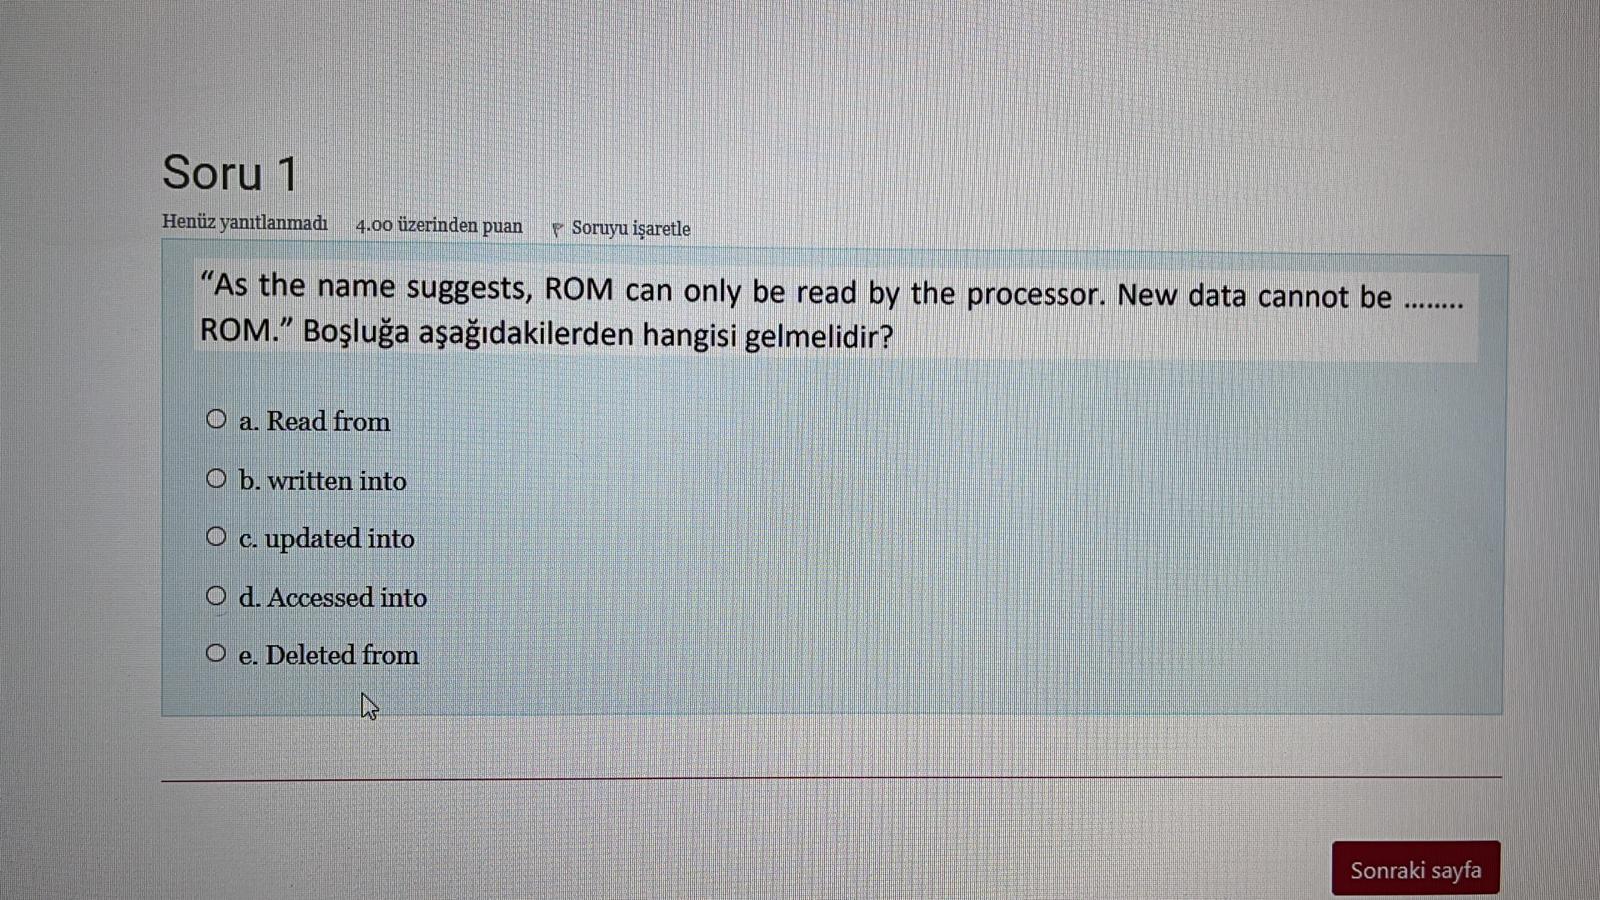 Soru 1
Henüz yanıtlanmadı 4.00 üzerinden puan Soruyu işaretle
“As the name suggests, ROM can only be read by the processor. New data cannot be ........
ROM.” Boşluğa aşağıdakilerden hangisi gelmelidir?
a. Read from
b. written into
c. updated into
d. Accessed into
e. Deleted from
Sonraki sayfa